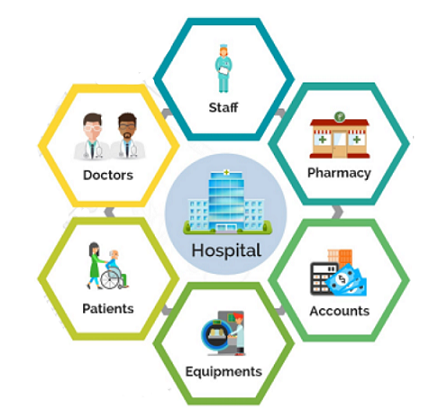 Staff
Doctors
Pharmacy
Hospital
Patients
Accounts
Equipments